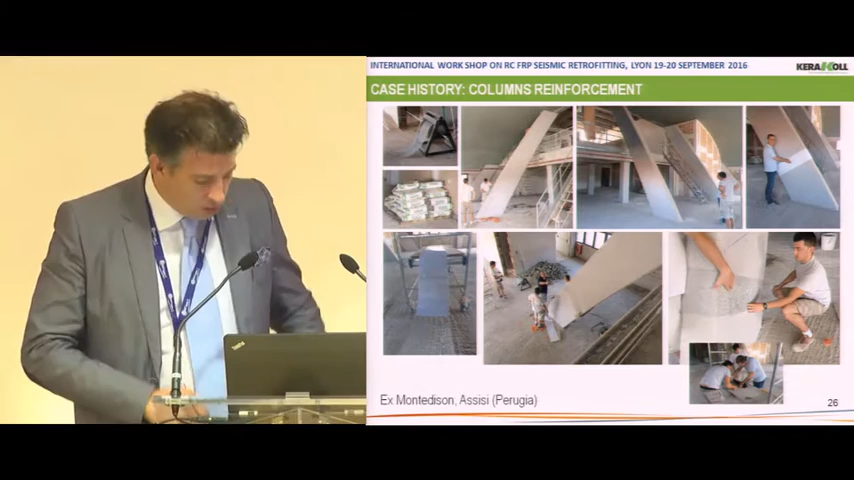 INTERNATIONAL WORK SHOP ON RC FRP SEISMIC RETROFITTING, LYON 19-20 SEPTEMBER 2016
KERAKOLL
CASE HISTORY: COLUMNS REINFORCEMENT
Ex Montedison, Assisi (Perugia)
26